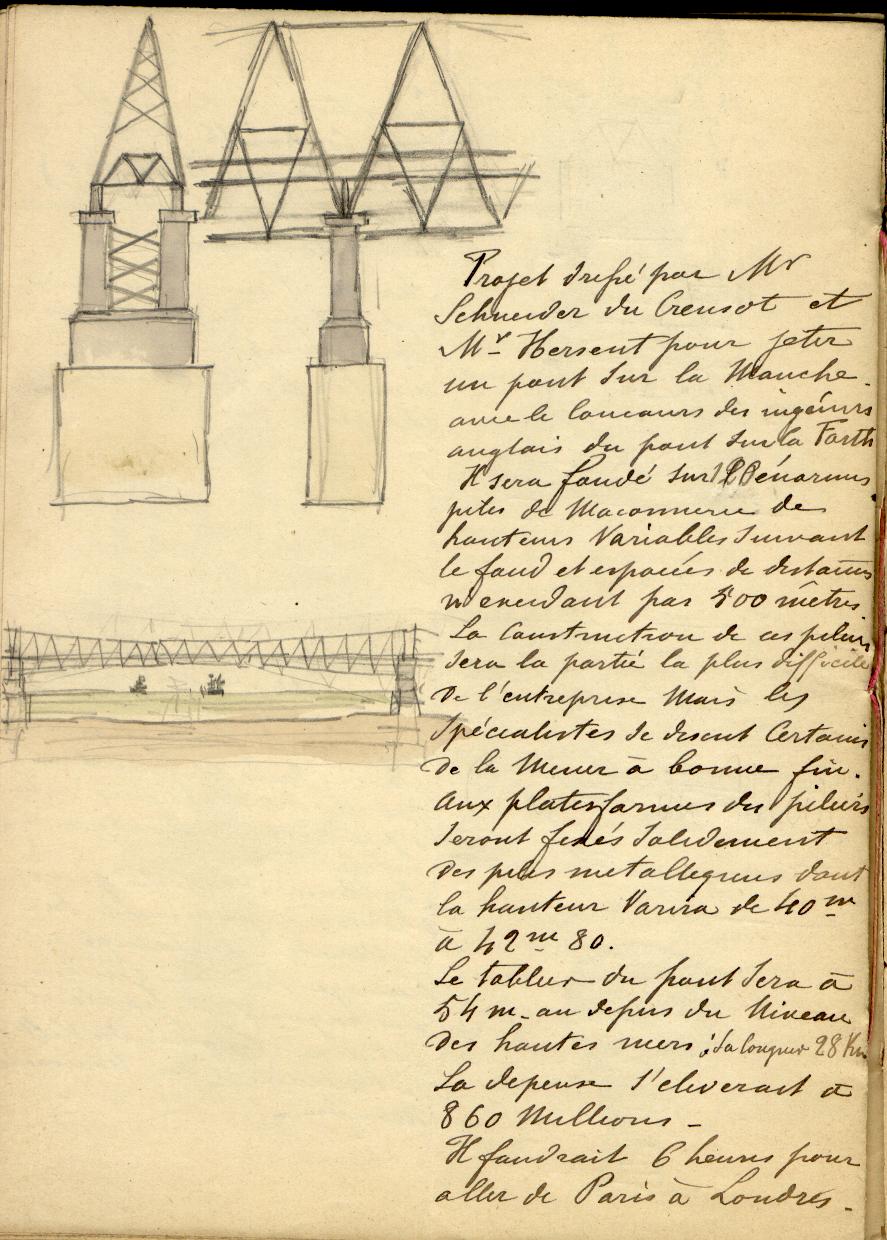 Projet dressé par Mr
Schneider du Creusot et
Mr Hersent pour jeter
un pont sur la Manche
avec le concours des ingénieurs
anglais du pont sur la Forth
Il sera fondé sur énormes
piles de Maconnerie de
hauteurs Variables suivant
le fond et espacées de distances
n'excedant pas 500 mètres
La Construction de ces piliers
sera la partie la plus difficile
de l'entreprise Mais les
Spécialistes se disent Certains
de la Mener à bonne fin.
Aux platesformes des piliers
seront fixés solidement
des piles metalliques dont
la hauteur Varira de 40 m
à 42 m 80.
Le tablier du pont sera à
54 m. au dessus du Niveau
des hautes mers ; sa longueur 28 Km.
La depense s'eleverait à
860 Millions -
Il faudrait 6 heures pour
aller de Paris à Londres -